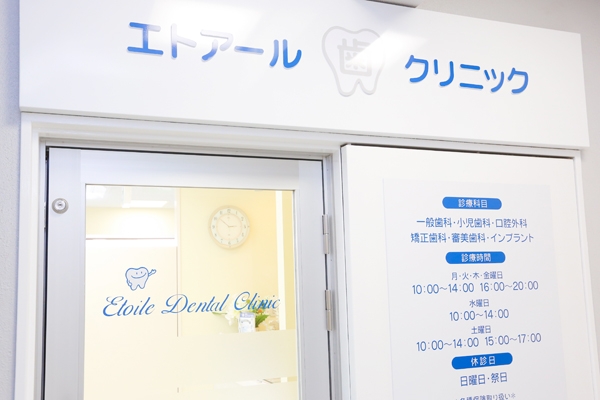 エトアール 歯 クリニック
Etoile Dental Clinic
診療科目
一般歯科・小児歯科・口腔外科
矯正歯科・審美歯科・インプラント
診療時間
月・火・木・金曜日
10:00〜14:00 16:00〜20:00
水曜日
10:00〜14:00
土曜日
10:00〜14:00 15:00〜17:00
休診日
日曜日・祭日